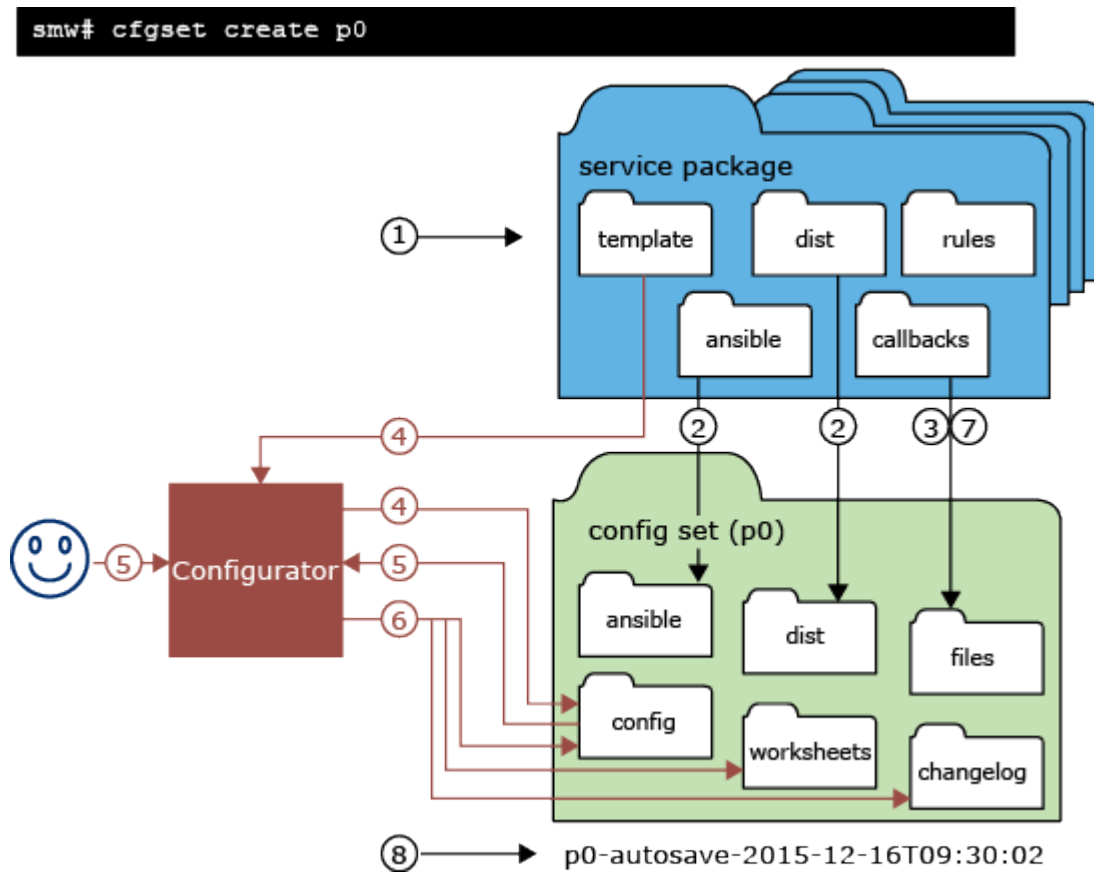 smw# cfgset create p0
service package
template
dist
rules
1
ansible
callbacks
2
2
3
7
4
4
config set (p0)
5
Configurator
5
6
ansible
dist
files
config
worksheets
changelog
8
p0-autosave-2015-12-16T09:30:02